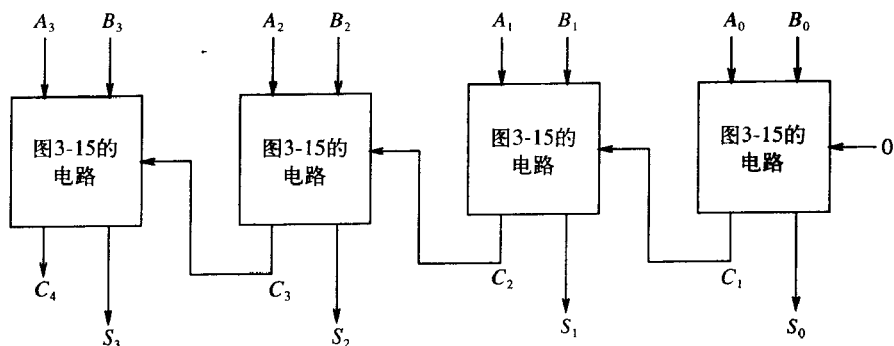 A₃ B₃ A₂ B₂ A₁ B₁ A₀ B₀
图3-15的
电路
图3-15的
电路
图3-15的
电路
图3-15的
电路
0
C₄ C₃ C₂ C₁
S₃ S₂ S₁ S₀